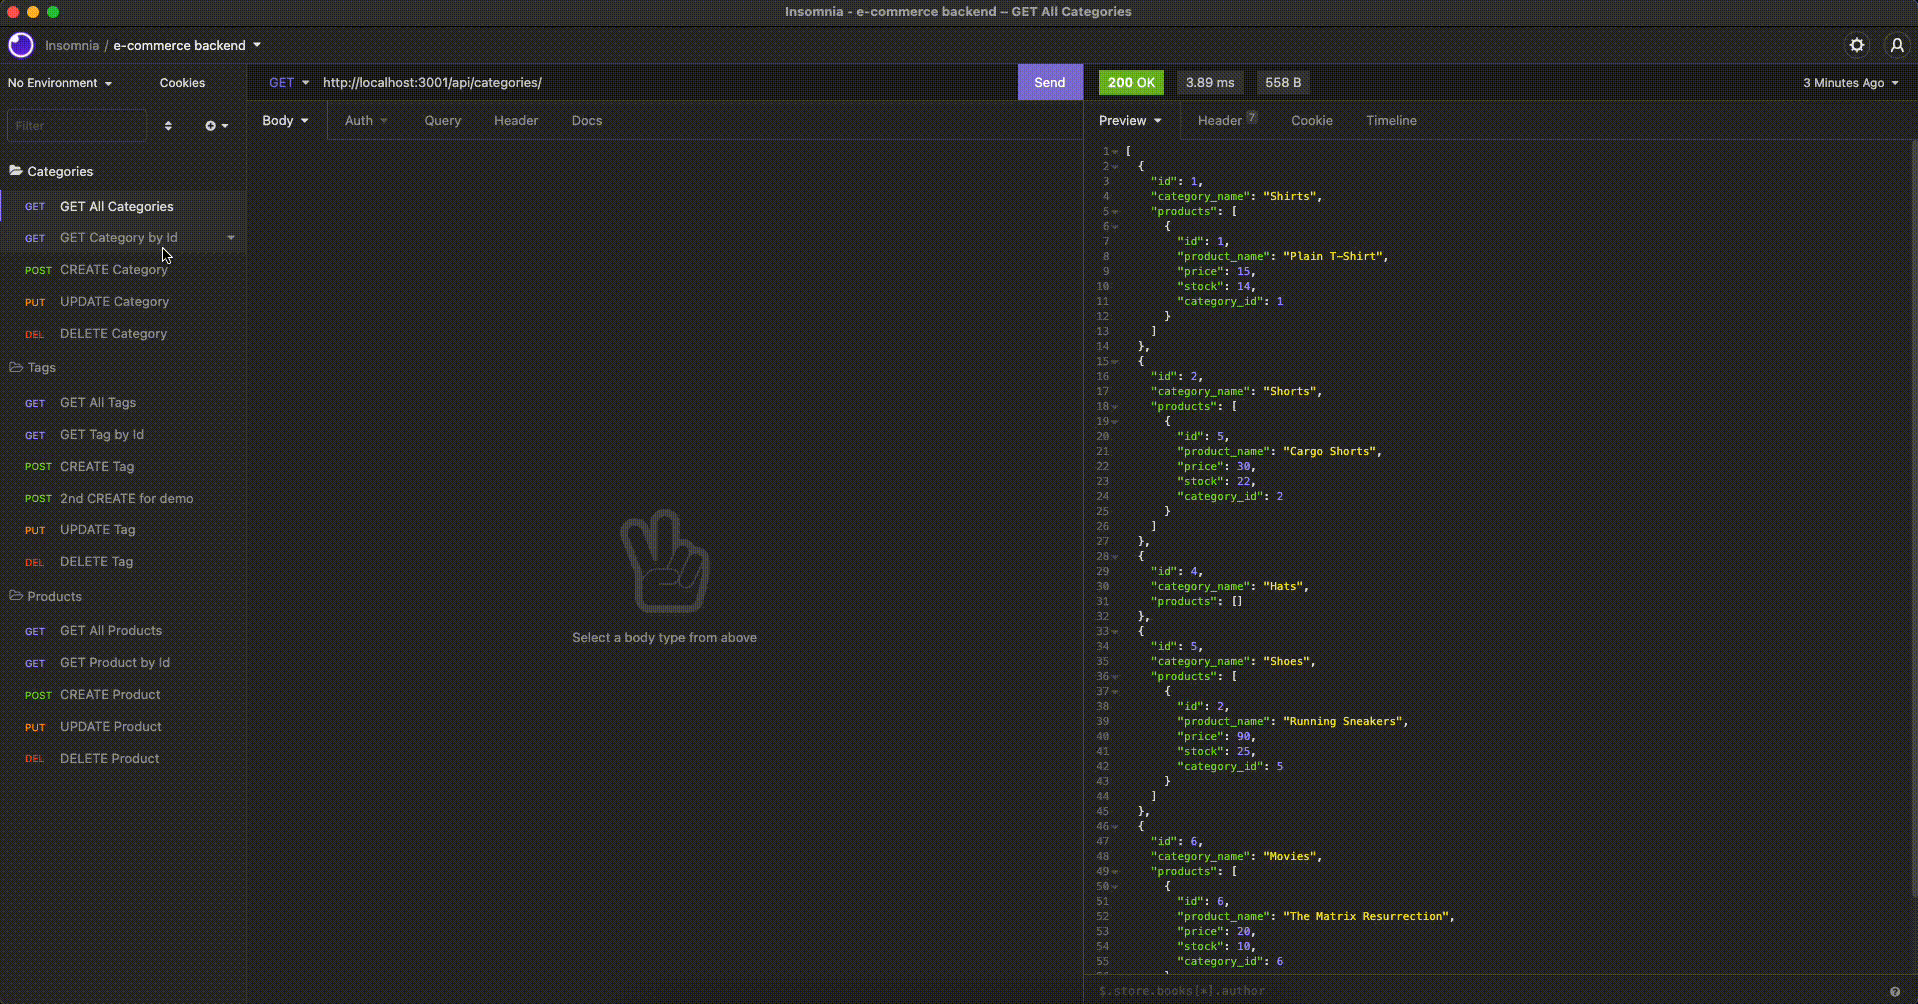 Insomnia - e-commerce backend – GET All Categories
Insomnia / e-commerce backend
No Environment
Cookies
Filter
Categories
GET GET All Categories
GET GET Category by Id
POST CREATE Category
PUT UPDATE Category
DEL DELETE Category
Tags
GET GET All Tags
GET GET Tag by Id
POST CREATE Tag
POST 2nd CREATE for demo
PUT UPDATE Tag
DEL DELETE Tag
Products
GET GET All Products
GET GET Product by Id
POST CREATE Product
PUT UPDATE Product
DEL DELETE Product
GET http://localhost:3001/api/categories/ Send
Body Auth Query Header Docs
Select a body type from above
200 OK 3.89 ms 558 B 3 Minutes Ago
Preview Header 7 Cookie Timeline
1 [
2 {
3 "id": 1,
4 "category_name": "Shirts",
5 "products": [
6 {
7 "id": 1,
8 "product_name": "Plain T-Shirt",
9 "price": 15,
10 "stock": 14,
11 "category_id": 1
12 }
13 ]
14 },
15 {
16 "id": 2,
17 "category_name": "Shorts",
18 "products": [
19 {
20 "id": 5,
21 "product_name": "Cargo Shorts",
22 "price": 30,
23 "stock": 22,
24 "category_id": 2
25 }
26 ]
27 },
28 {
29 "id": 4,
30 "category_name": "Hats",
31 "products": []
32 },
33 {
34 "id": 5,
35 "category_name": "Shoes",
36 "products": [
37 {
38 "id": 2,
39 "product_name": "Running Sneakers",
40 "price": 90,
41 "stock": 25,
42 "category_id": 5
43 }
44 ]
45 },
46 {
47 "id": 6,
48 "category_name": "Movies",
49 "products": [
50 {
51 "id": 6,
52 "product_name": "The Matrix Resurrection",
53 "price": 20,
54 "stock": 10,
55 "category_id": 6
$.store.books[*].author